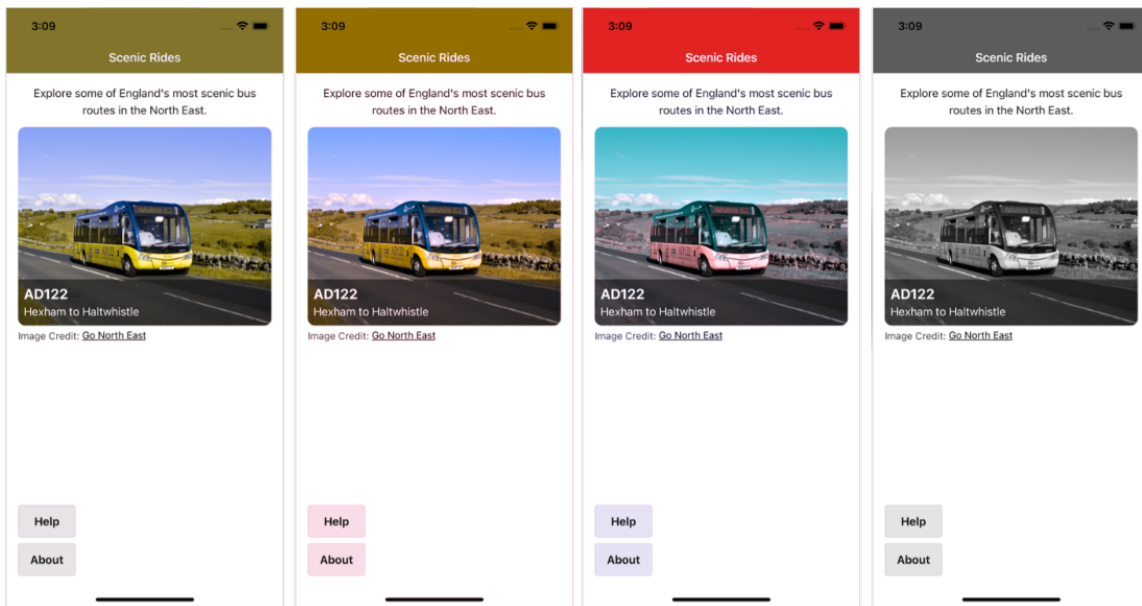 3:09
Scenic Rides
Explore some of England's most scenic bus
routes in the North East.
AD122
Hexham to Haltwhistle
Image Credit: Go North East
Help
About
3:09
Scenic Rides
Explore some of England's most scenic bus
routes in the North East.
AD122
Hexham to Haltwhistle
Image Credit: Go North East
Help
About
3:09
Scenic Rides
Explore some of England's most scenic bus
routes in the North East.
AD122
Hexham to Haltwhistle
Image Credit: Go North East
Help
About
3:09
Scenic Rides
Explore some of England's most scenic bus
routes in the North East.
AD122
Hexham to Haltwhistle
Image Credit: Go North East
Help
About